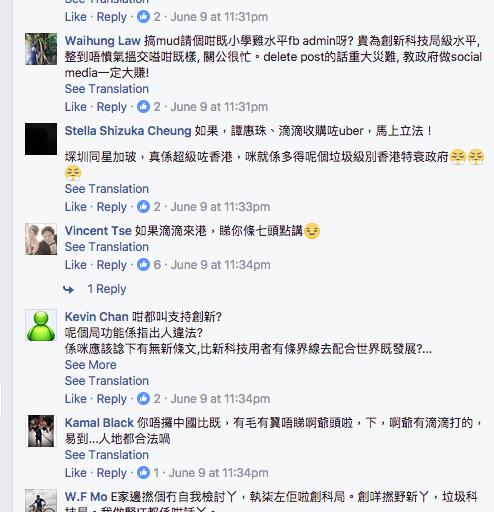 See Translation
Like · Reply · 2 · June 9 at 11:31pm
Waihung Law 搞mud請個咁既小學雞水平fb admin呀? 貴為創新科技局級水平,
整到唔憤氣搵交嗌咁既樣, 關公很忙。delete post的話重大災難, 教政府做social
media一定大賺!
See Translation
Like · Reply · 2 · June 9 at 11:31pm
Stella Shizuka Cheung 如果，譚惠珠、滴滴收購咗uber，馬上立法！
堔圳同星加玻，真係超級咗香港，咪就係多得呢個垃圾級別香港特衰政府
See Translation
Like · Reply · 2 · June 9 at 11:33pm
Vincent Tse 如果滴滴來港，睇你條七頭點講
See Translation
Like · Reply · 6 · June 9 at 11:34pm
1 Reply
Kevin Chan 咁都叫支持創新?
呢個局功能係指出人違法?
係咪應該諗下有無新條文,比新科技用者有條界線去配合世界既發展?...
See More
See Translation
Like · Reply · 2 · June 9 at 11:34pm
Kamal Black 你唔攞中國比既，有毛有翼唔睇啊爺頭啦，下，啊爺有滴滴打的，
易到...人地都合法喎
See Translation
Like · Reply · 1 · June 9 at 11:34pm
W.F Mo E家邊撚個冇自我檢討丫，執柒左佢啦創科局。創咩撚野新丫，垃圾科